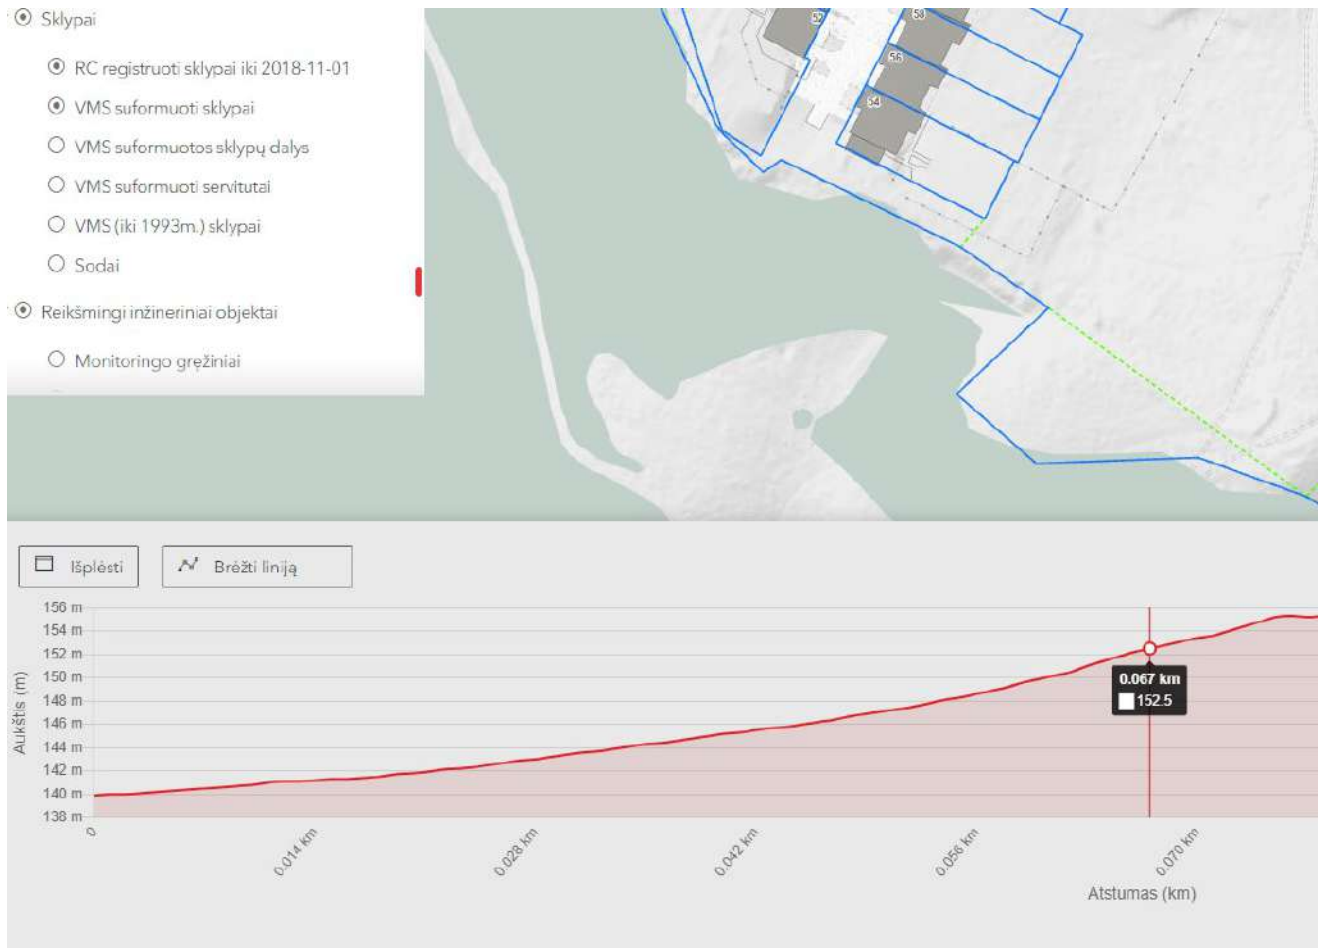 Sklypai
RC registruoti sklypai iki 2018-11-01
VMS suformuoti sklypai
VMS suformuotos sklypų dalys
VMS suformuoti servitutai
VMS (iki 1993m.) sklypai
Sodai
Reikšmingi inžineriniai objektai
Monitoringo gręžiniai
52
58
56
54
Išplėsti
Brėžti liniją
156 m
154 m
152 m
150 m
148 m
146 m
144 m
142 m
140 m
138 m
Aukštis (m)
0.067 km
152.5
0
0.014 km
0.028 km
0.042 km
0.056 km
0.070 km
Atstumas (km)